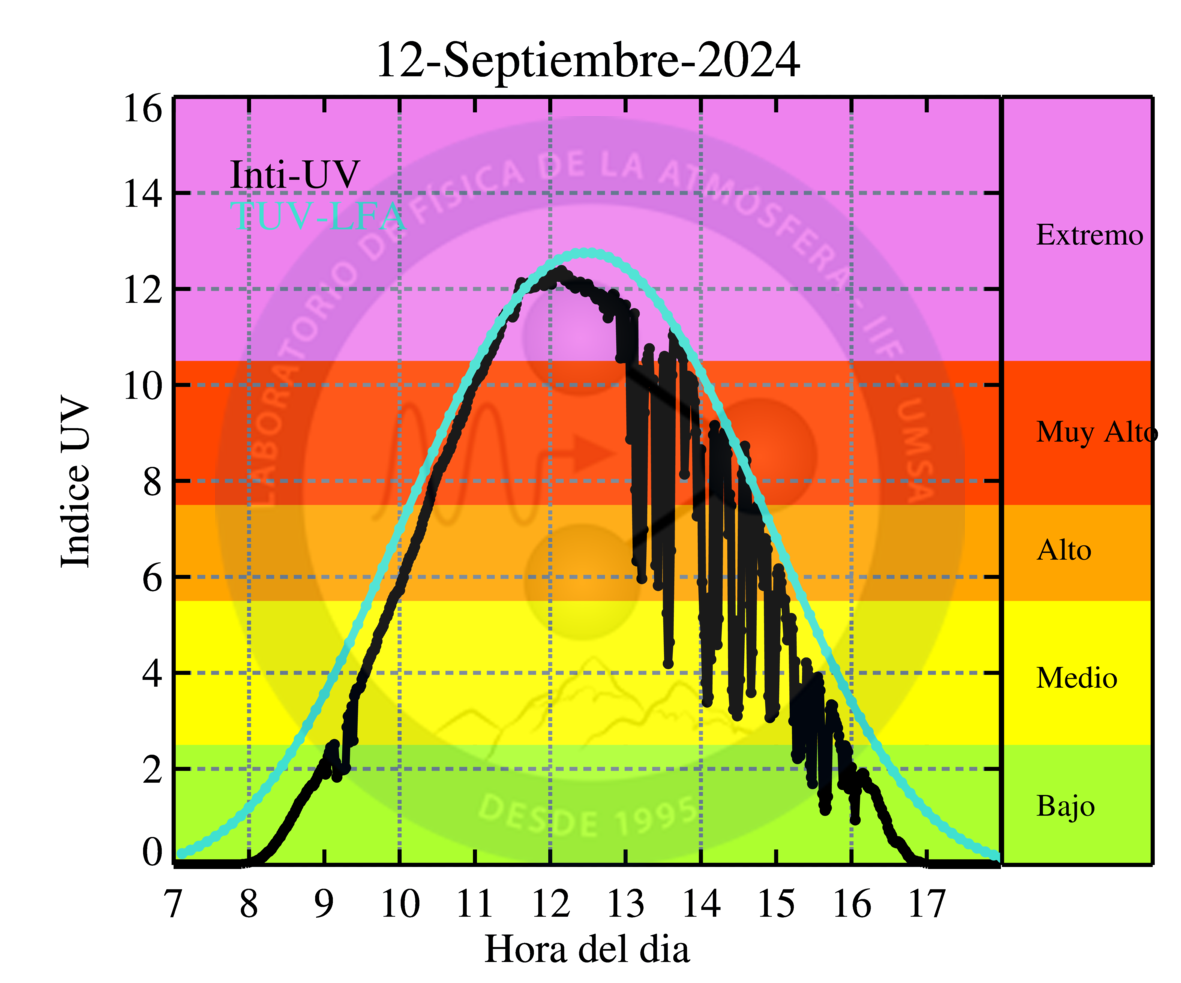 12-Septiembre-2024
16
14
12
10
8
6
4
2
0
Indice UV
Inti-UV
TUV-LFA
LABORATORIO DE FÍSICA DE LA ATMÓSFERA - IIF - UMSA
DESDE 1995
Extremo
Muy Alto
Alto
Medio
Bajo
7 8 9 10 11 12 13 14 15 16 17
Hora del dia